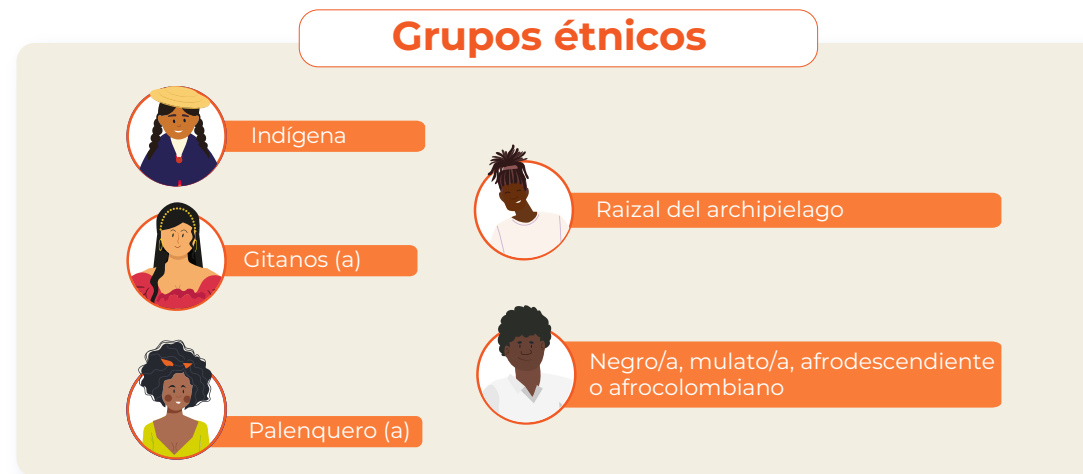 Grupos étnicos
Indígena
Gitanos (a)
Palenquero (a)
Raizal del archipielago
Negro/a, mulato/a, afrodescendiente
o afrocolombiano